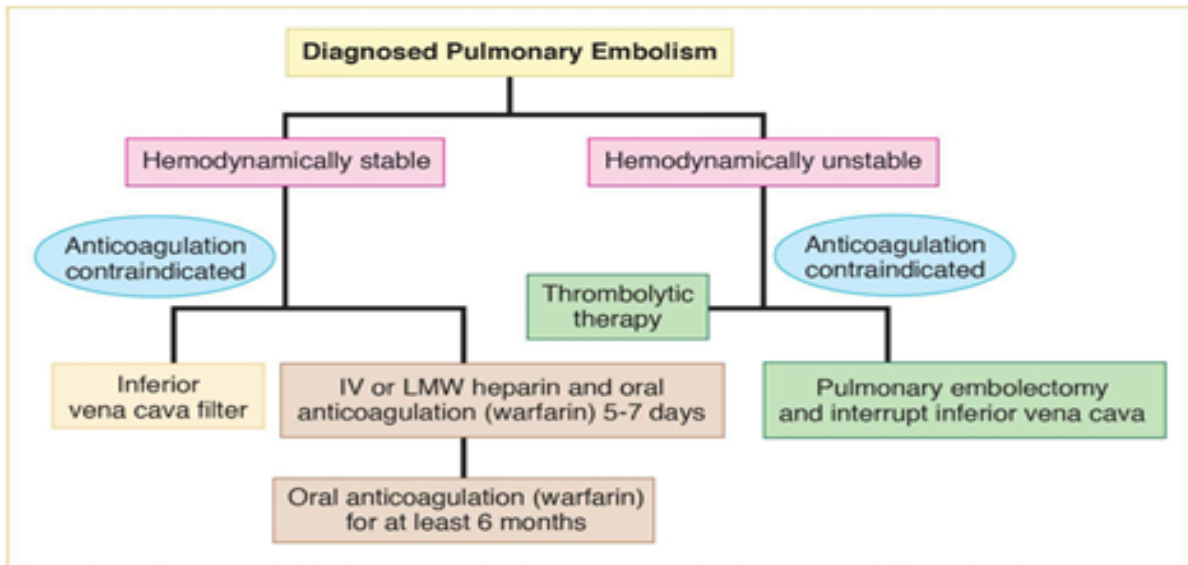 Diagnosed Pulmonary Embolism
Hemodynamically stable
Hemodynamically unstable
Anticoagulation
contraindicated
Anticoagulation
contraindicated
Thrombolytic
therapy
Inferior
vena cava filter
IV or LMW heparin and oral
anticoagulation (warfarin) 5-7 days
Pulmonary embolectomy
and interrupt inferior vena cava
Oral anticoagulation (warfarin)
for at least 6 months